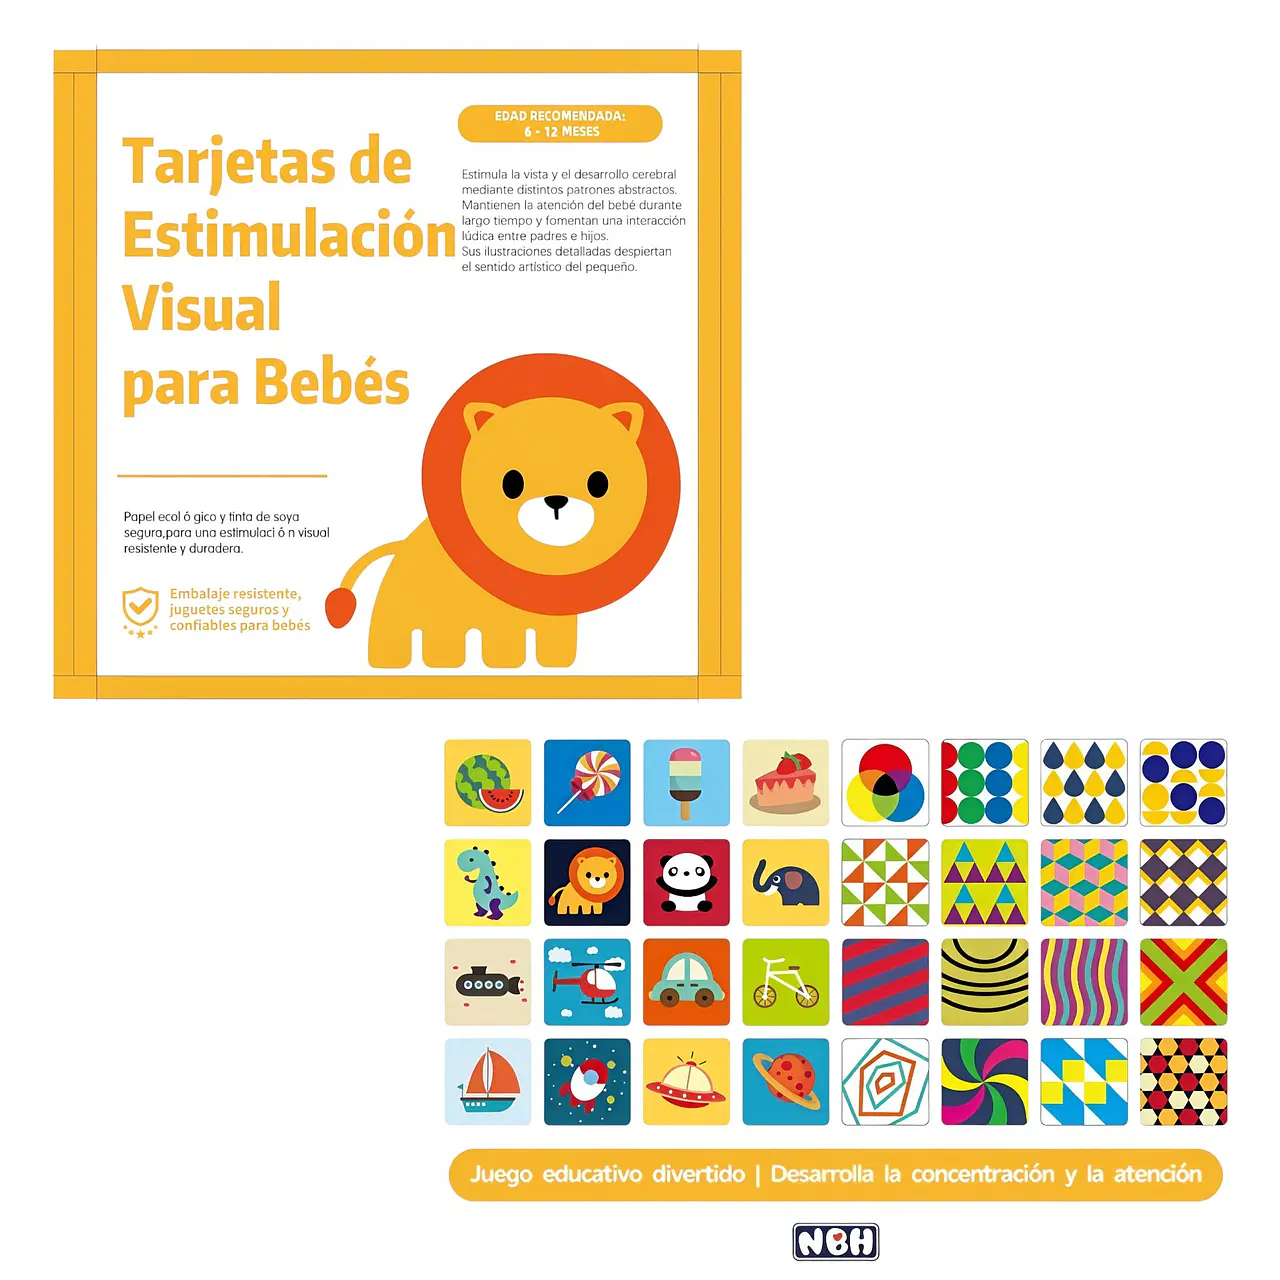 Tarjetas de
Estimulación
Visual
para Bebés
EDAD RECOMENDADA:
6 - 12 MESES
Estimula la vista y el desarrollo cerebral
mediante distintos patrones abstractos.
Mantienen la atención del bebé durante
largo tiempo y fomentan una interacción
lúdica entre padres e hijos.
Sus ilustraciones detalladas despiertan
el sentido artístico del pequeño.
Papel ecol ó gico y tinta de soya
segura,para una estimulaci ó n visual
resistente y duradera.
Embalaje resistente,
juguetes seguros y
confiables para bebés
Juego educativo divertido | Desarrolla la concentración y la atención
NBH